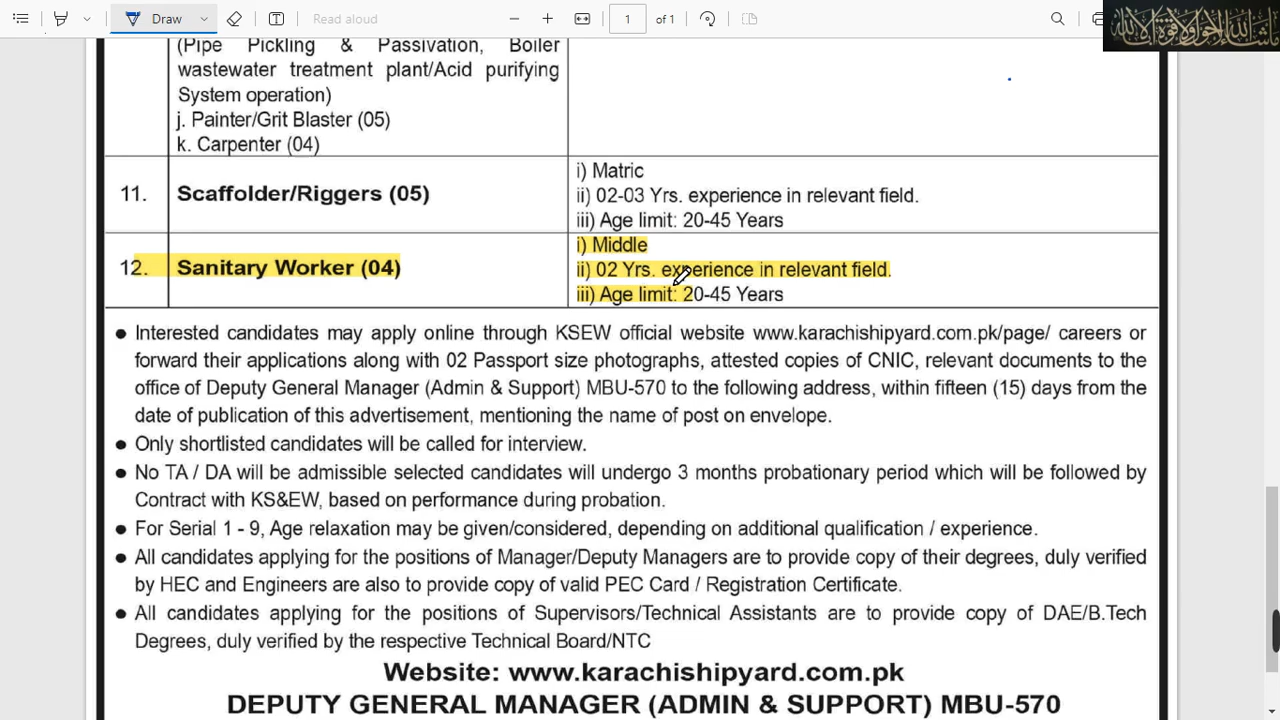 Draw
Read aloud
1
of 1
ماشاءالله لاحول ولا قوة الا بالله
(Pipe Pickling & Passivation, Boiler
wastewater treatment plant/Acid purifying
System operation)
j. Painter/Grit Blaster (05)
k. Carpenter (04)
11.
Scaffolder/Riggers (05)
i) Matric
ii) 02-03 Yrs. experience in relevant field.
iii) Age limit: 20-45 Years
12.
Sanitary Worker (04)
i) Middle
ii) 02 Yrs. experience in relevant field.
iii) Age limit: 20-45 Years
● Interested candidates may apply online through KSEW official website www.karachishipyard.com.pk/page/ careers or
forward their applications along with 02 Passport size photographs, attested copies of CNIC, relevant documents to the
office of Deputy General Manager (Admin & Support) MBU-570 to the following address, within fifteen (15) days from the
date of publication of this advertisement, mentioning the name of post on envelope.
● Only shortlisted candidates will be called for interview.
● No TA / DA will be admissible selected candidates will undergo 3 months probationary period which will be followed by
Contract with KS&EW, based on performance during probation.
● For Serial 1 - 9, Age relaxation may be given/considered, depending on additional qualification / experience.
● All candidates applying for the positions of Manager/Deputy Managers are to provide copy of their degrees, duly verified
by HEC and Engineers are also to provide copy of valid PEC Card / Registration Certificate.
● All candidates applying for the positions of Supervisors/Technical Assistants are to provide copy of DAE/B.Tech
Degrees, duly verified by the respective Technical Board/NTC
Website: www.karachishipyard.com.pk
DEPUTY GENERAL MANAGER (ADMIN & SUPPORT) MBU-570